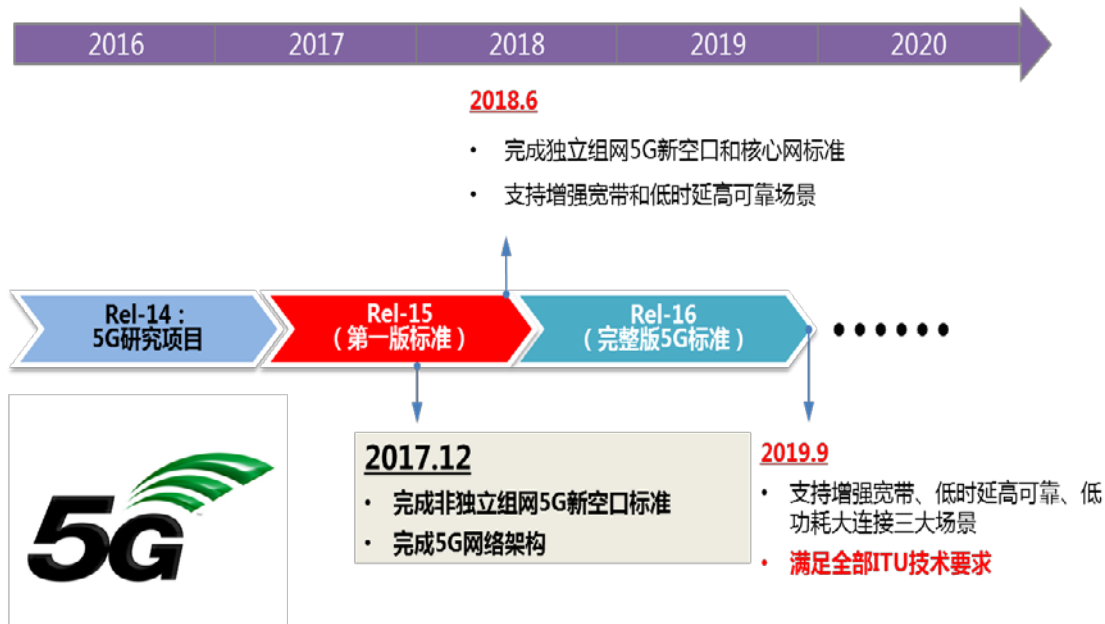 2016 2017 2018 2019 2020
2018.6
• 完成独立组网5G新空口和核心网标准
• 支持增强宽带和低时延高可靠场景
Rel-14：
5G研究项目
Rel-15
（第一版标准）
Rel-16
（完整版5G标准）
••••••
2017.12
• 完成非独立组网5G新空口标准
• 完成5G网络架构
2019.9
• 支持增强宽带、低时延高可靠、低
功耗大连接三大场景
• 满足全部ITU技术要求
5G